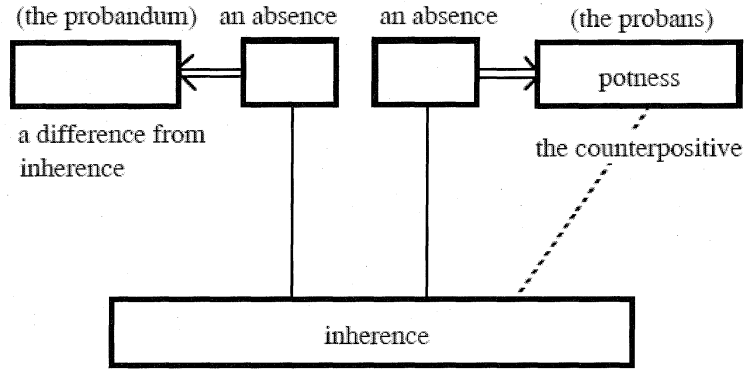 (the probandum)
an absence
an absence
(the probans)
potness
a difference from
inherence
the counterpositive
inherence